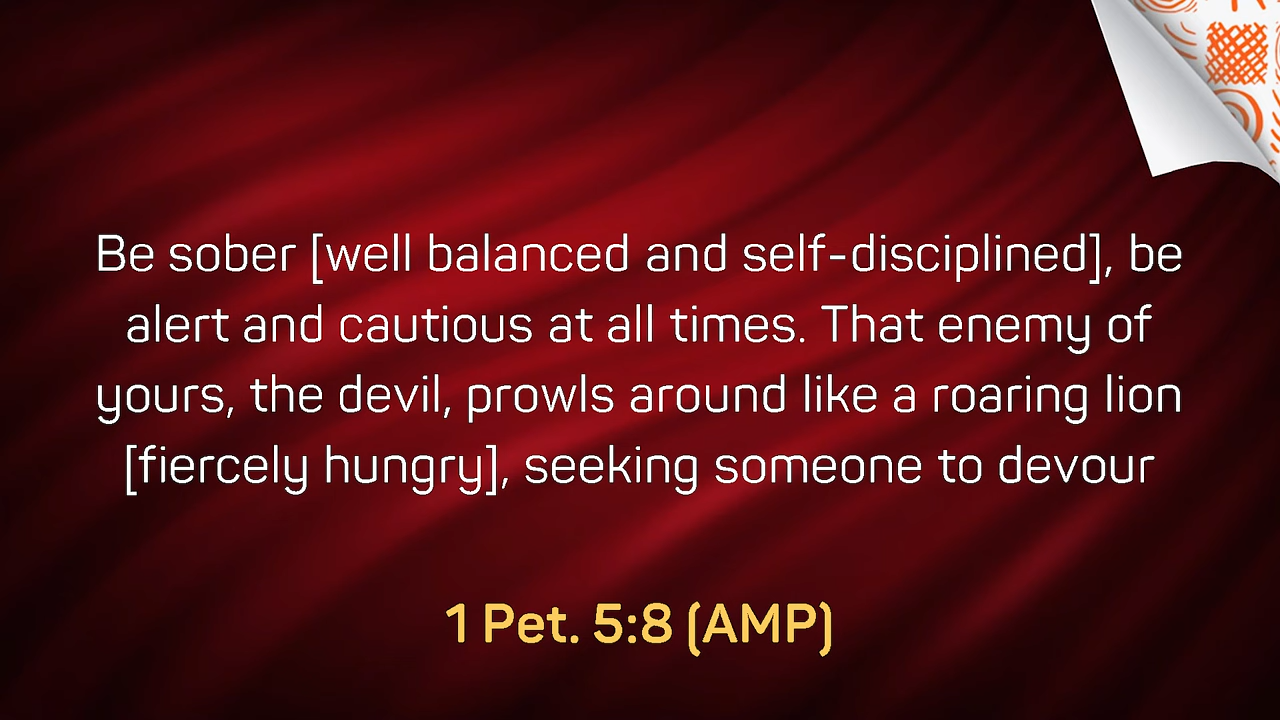 Be sober [well balanced and self-disciplined], be
alert and cautious at all times. That enemy of
yours, the devil, prowls around like a roaring lion
[fiercely hungry], seeking someone to devour
1 Pet. 5:8 (AMP)